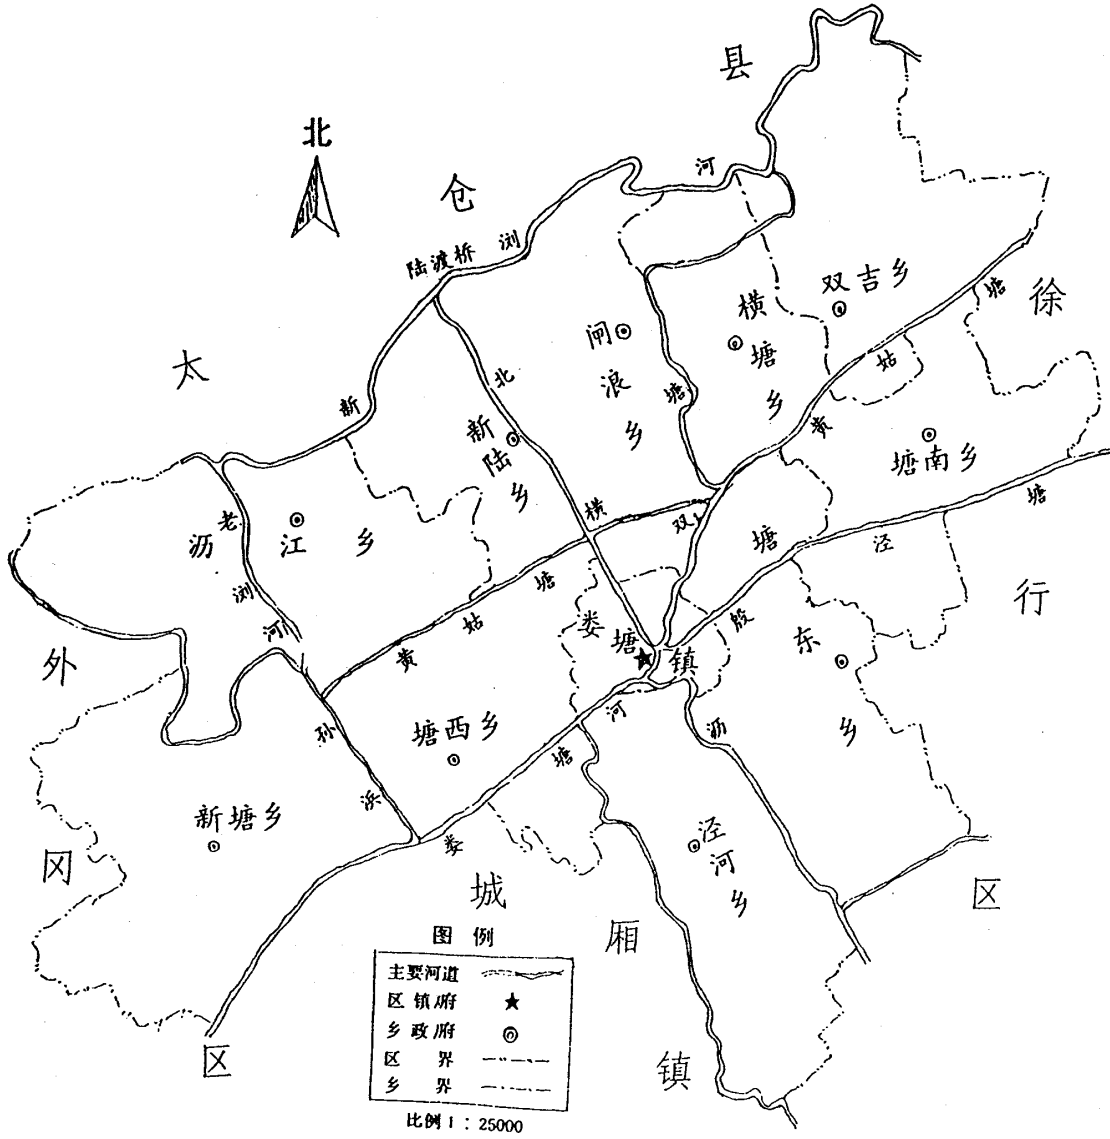 北
太仓县
徐行区
外冈区
城厢镇
陆渡桥
新浏河
老浏河
双吉乡
横塘乡
闸浪乡
新陆乡
沥江乡
塘南乡
塘东乡
娄塘镇
塘西乡
新塘乡
泾河乡
北横沥
双塘
黄姑塘
黄姑塘
殷泾塘
孙浜
娄塘河
图例
主要河道
区镇府
乡政府
区界
乡界
比例1:25000